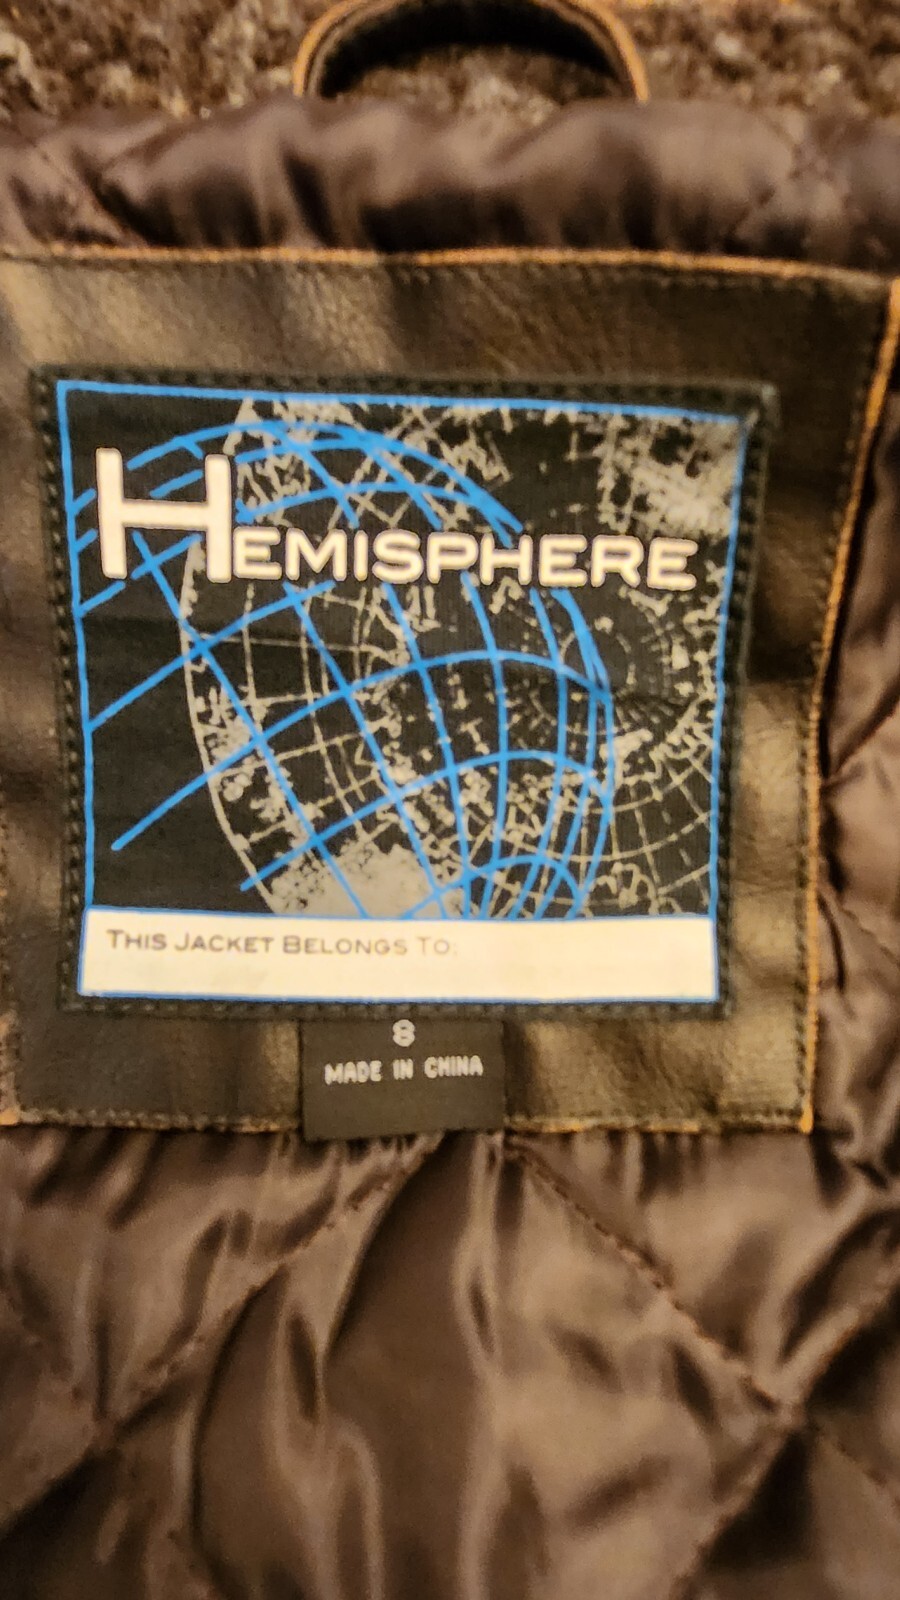 HEMISPHERE
THIS JACKET BELONGS TO:
8
MADE IN CHINA